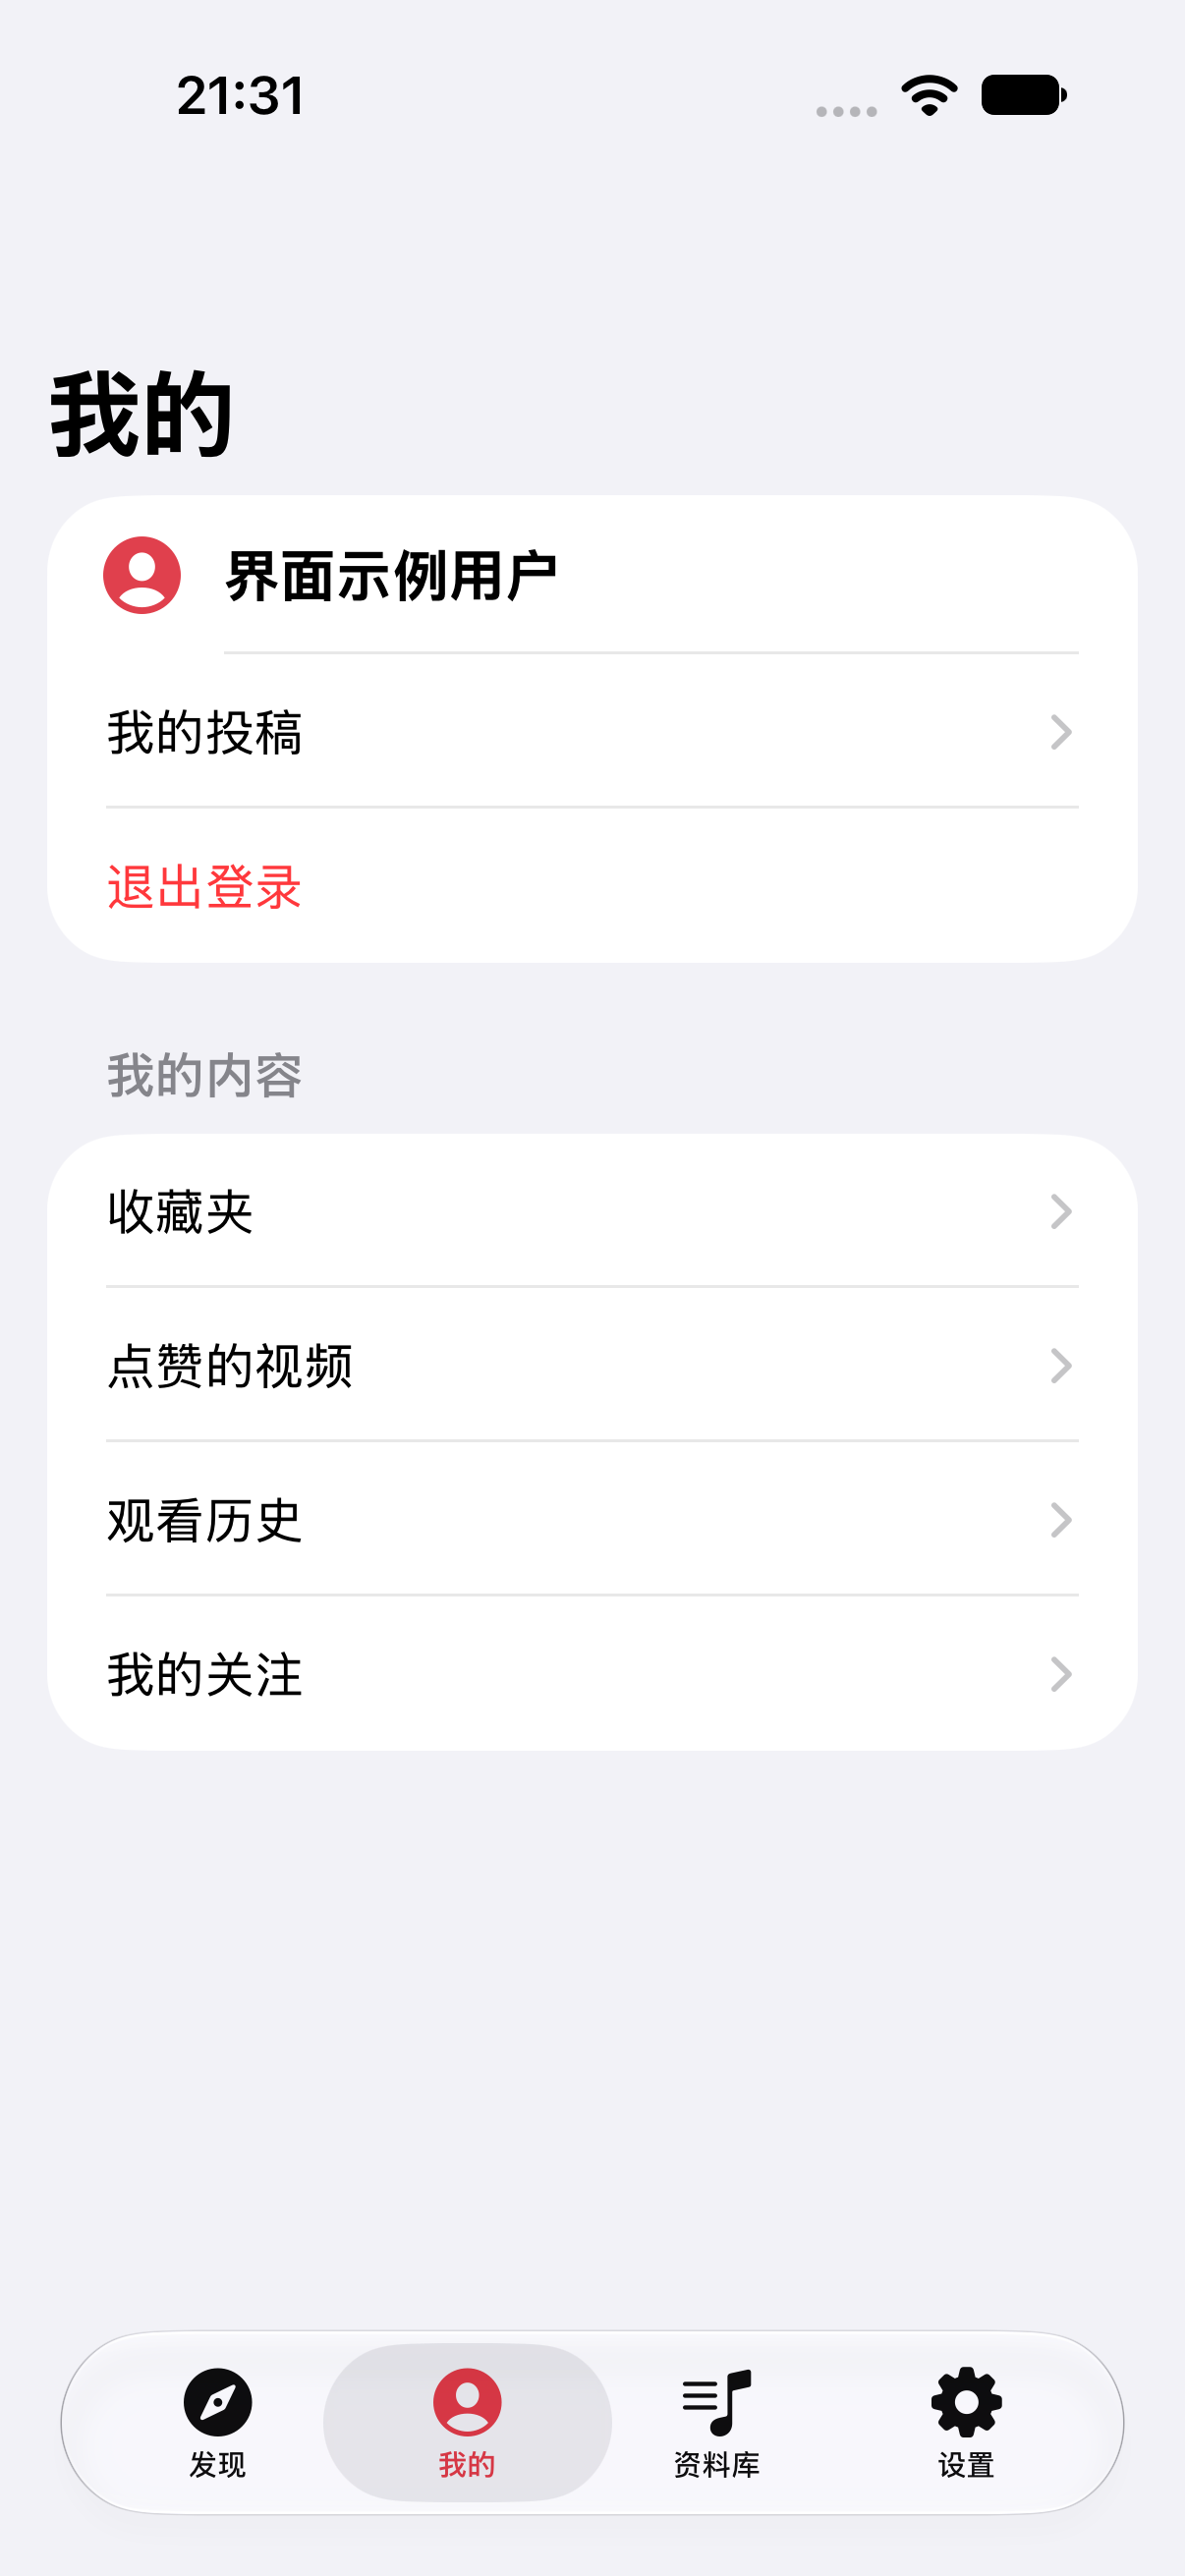 21:31
我的
界面示例用户
我的投稿
退出登录
我的内容
收藏夹
点赞的视频
观看历史
我的关注
发现
我的
资料库
设置